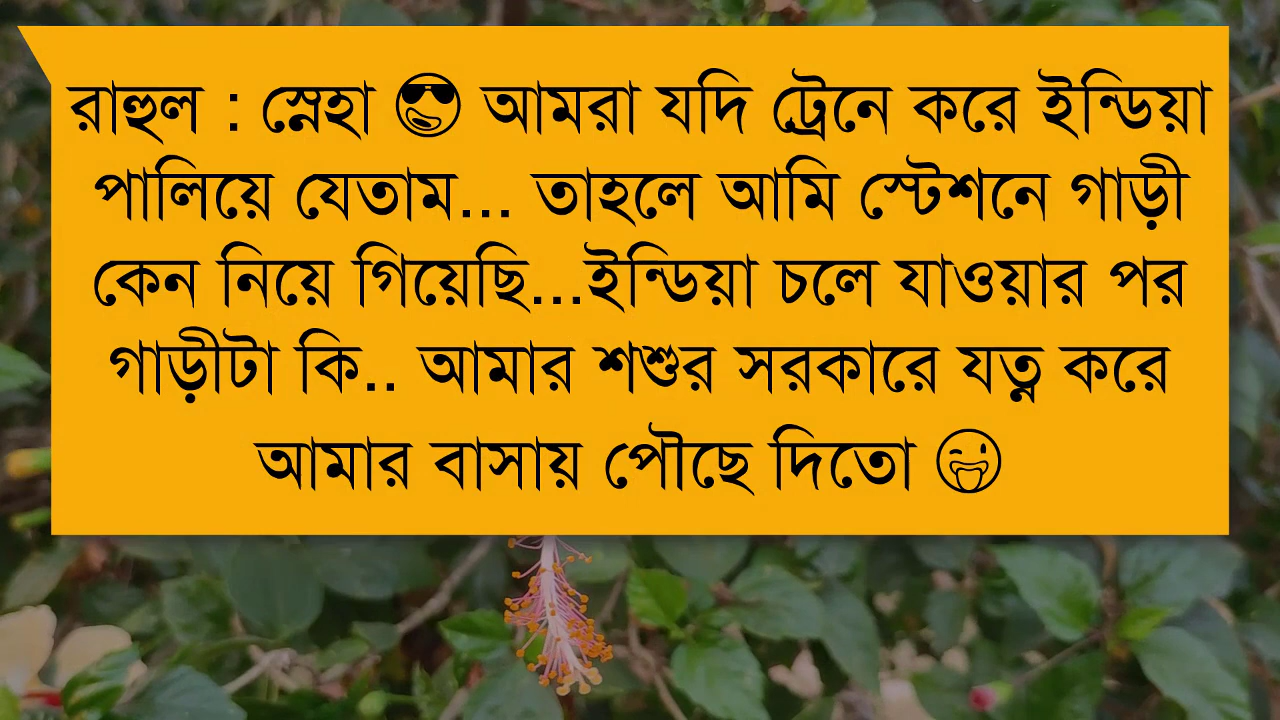 রাহুল : স্নেহা 😎 আমরা যদি ট্রেনে করে ইন্ডিয়া
পালিয়ে যেতাম... তাহলে আমি স্টেশনে গাড়ী
কেন নিয়ে গিয়েছি...ইন্ডিয়া চলে যাওয়ার পর
গাড়ীটা কি.. আমার শশুর সরকারে যত্ন করে
আমার বাসায় পৌছে দিতো 😜